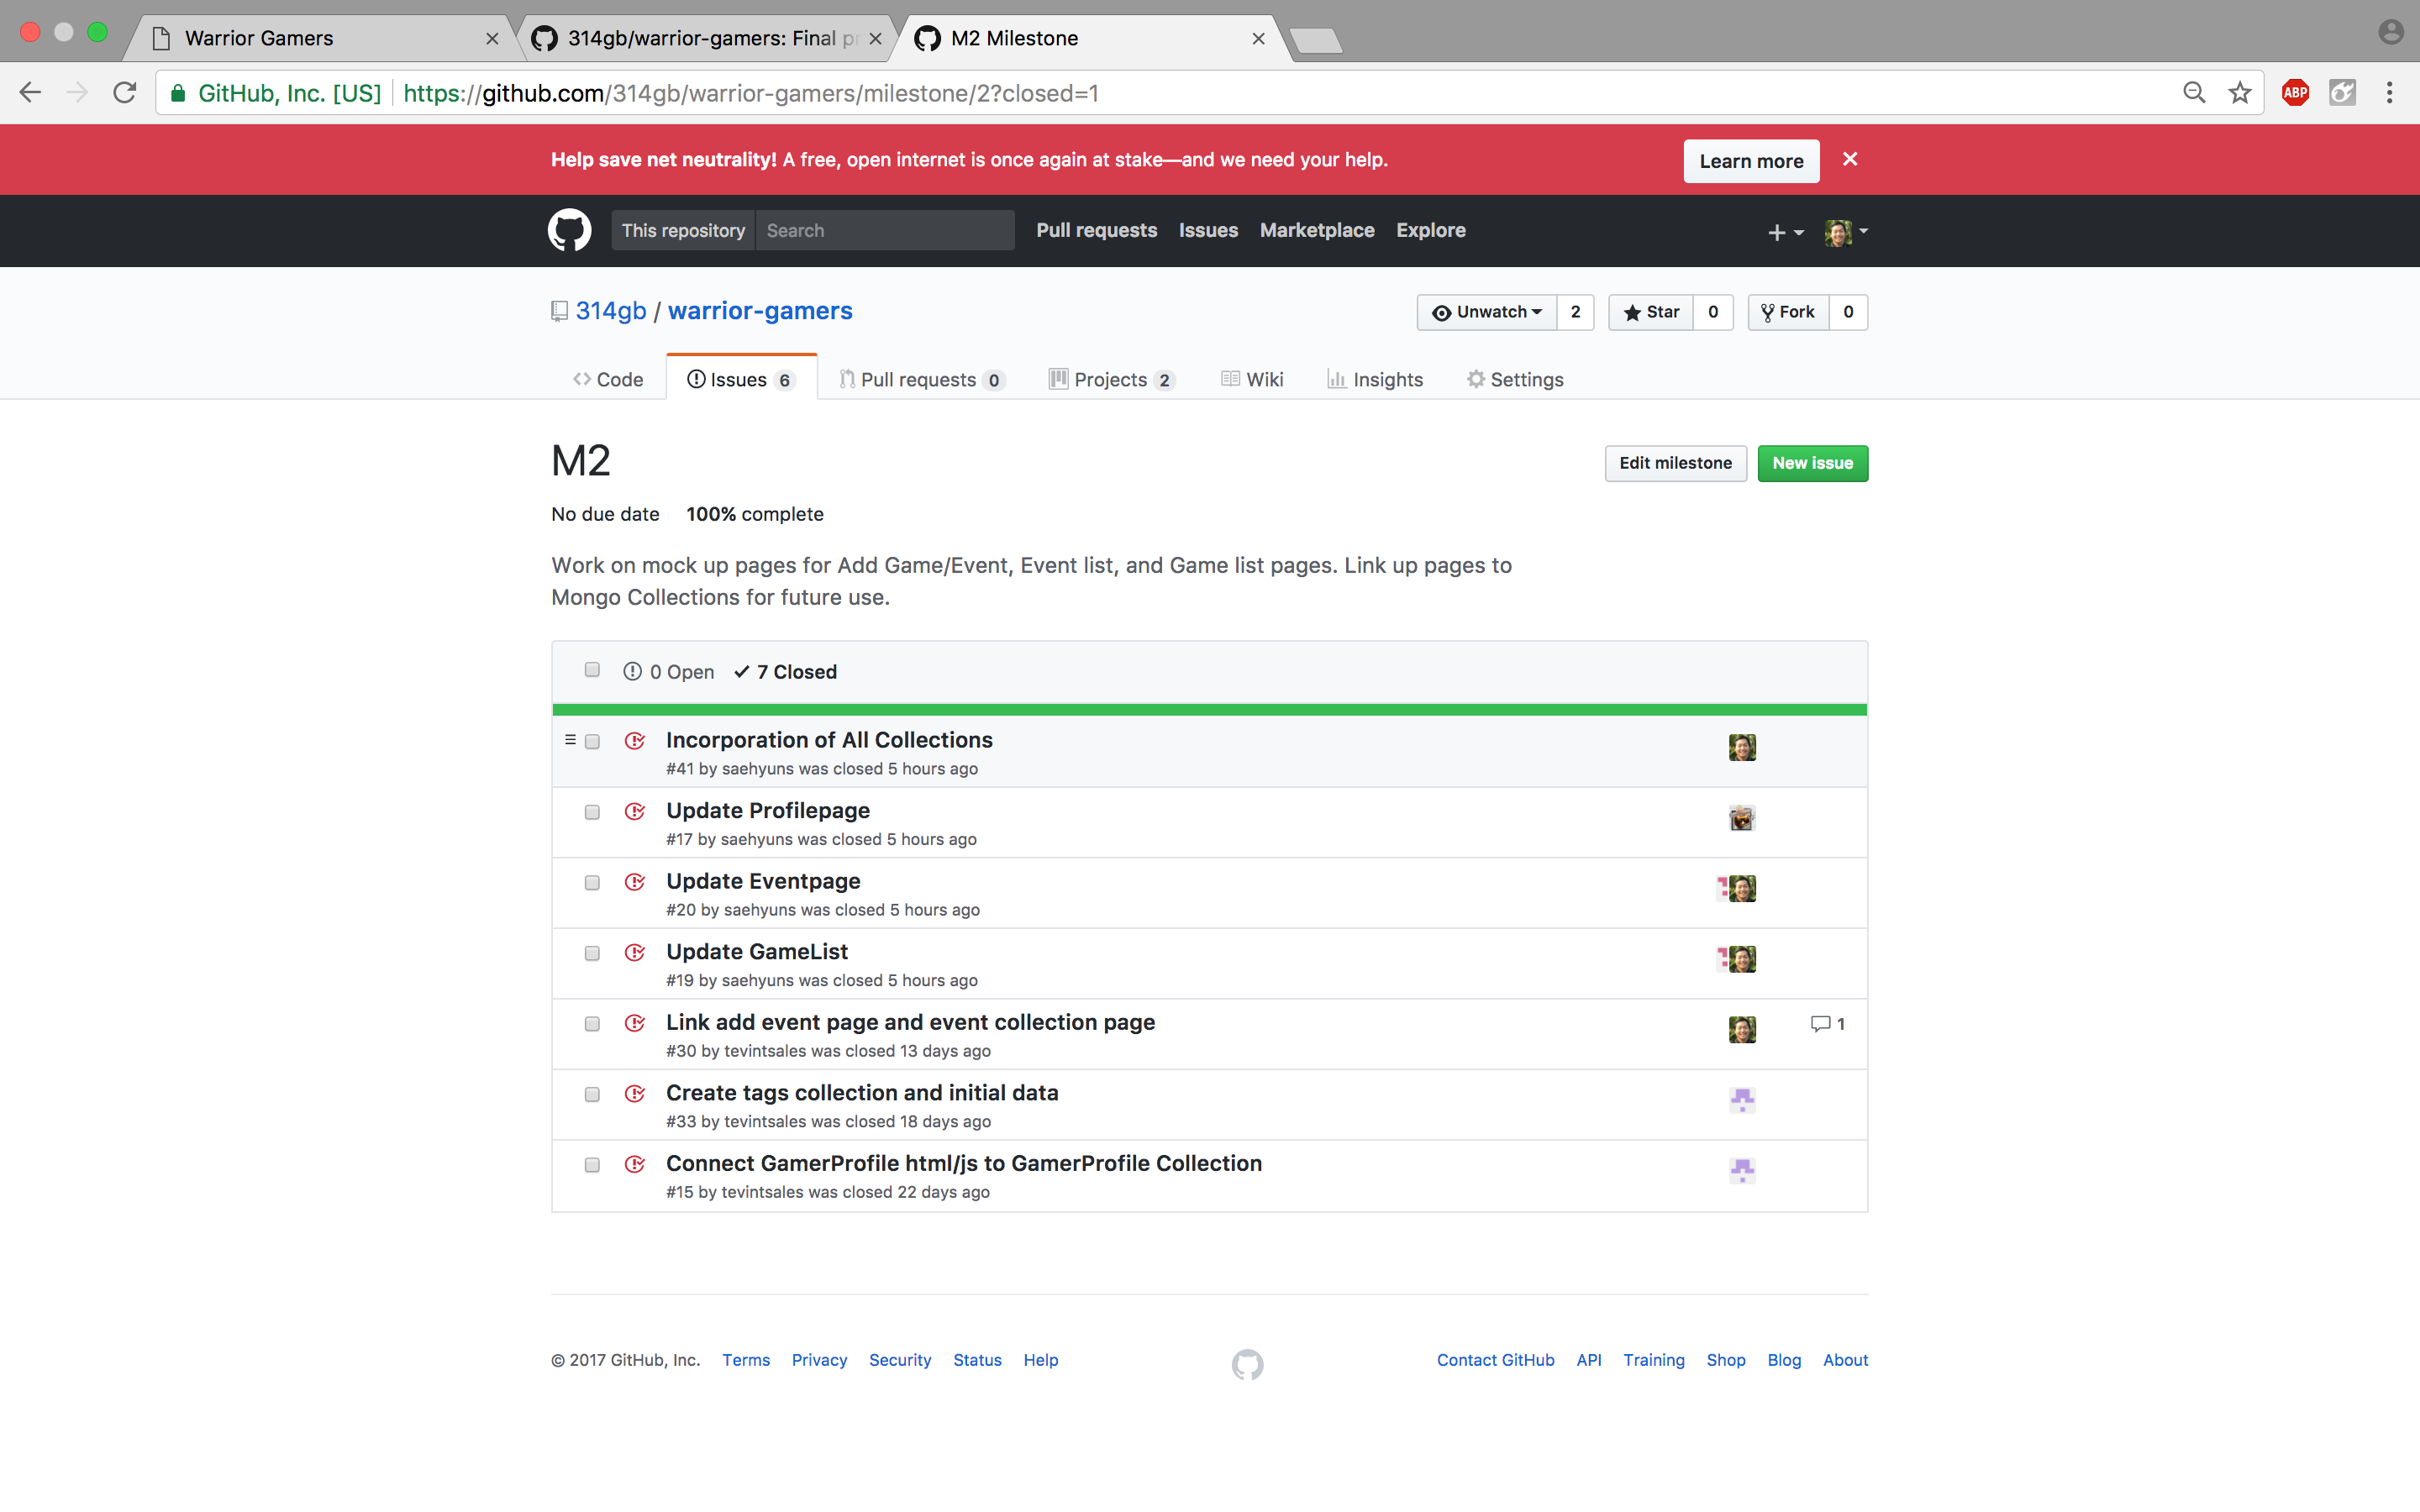 Warrior Gamers
314gb/warrior-gamers: Final pr
M2 Milestone
GitHub, Inc. [US]
https://github.com/314gb/warrior-gamers/milestone/2?closed=1
ABP
Help save net neutrality! A free, open internet is once again at stake—and we need your help.
Learn more
This repository
Search
Pull requests
Issues
Marketplace
Explore
314gb / warrior-gamers
Unwatch 2
Star 0
Fork 0
Code
Issues 6
Pull requests 0
Projects 2
Wiki
Insights
Settings
M2
Edit milestone
New issue
No due date 100% complete
Work on mock up pages for Add Game/Event, Event list, and Game list pages. Link up pages to
Mongo Collections for future use.
0 Open 7 Closed
Incorporation of All Collections
#41 by saehyuns was closed 5 hours ago
Update Profilepage
#17 by saehyuns was closed 5 hours ago
Update Eventpage
#20 by saehyuns was closed 5 hours ago
Update GameList
#19 by saehyuns was closed 5 hours ago
Link add event page and event collection page
1
#30 by tevintsales was closed 13 days ago
Create tags collection and initial data
#33 by tevintsales was closed 18 days ago
Connect GamerProfile html/js to GamerProfile Collection
#15 by tevintsales was closed 22 days ago
© 2017 GitHub, Inc. Terms Privacy Security Status Help
Contact GitHub API Training Shop Blog About